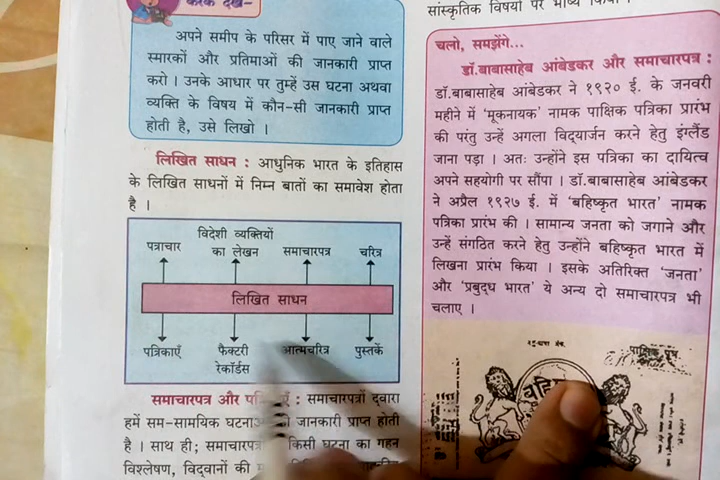 करके देखें–
अपने समीप के परिसर में पाए जाने वाले
स्मारकों और प्रतिमाओं की जानकारी प्राप्त
करो । उनके आधार पर तुम्हें उस घटना अथवा
व्यक्ति के विषय में कौन-सी जानकारी प्राप्त
होती है, उसे लिखो ।
लिखित साधन : आधुनिक भारत के इतिहास
के लिखित साधनों में निम्न बातों का समावेश होता
है ।
पत्राचार
विदेशी व्यक्तियों
का लेखन
समाचारपत्र
चरित्र
लिखित साधन
पत्रिकाएँ
फैक्टरी
रेकॉर्डस
आत्मचरित्र
पुस्तकें
समाचारपत्र और : समाचारपत्रों द्वारा
हमें सम-सामयिक जानकारी प्राप्त होती
है । साथ ही; समाचारपत्र किसी घटना का गहन
विश्लेषण, विद्वानों की
सांस्कृतिक विषयों पर भाष्य किया ।
चलो, समझेंगे...
डॉ.बाबासाहेब आंबेडकर और समाचारपत्र :
डॉ.बाबासाहेब आंबेडकर ने १९२० ई. के जनवरी
महीने में ‘मूकनायक’ नामक पाक्षिक पत्रिका प्रारंभ
की परंतु उन्हें अगला विद्यार्जन करने हेतु इंग्लैंड
जाना पड़ा । अतः उन्होंने इस पत्रिका का दायित्व
अपने सहयोगी पर सौंपा । डॉ.बाबासाहेब आंबेडकर
ने अप्रैल १९२७ ई. में ‘बहिष्कृत भारत’ नामक
पत्रिका प्रारंभ की । सामान्य जनता को जगाने और
उन्हें संगठित करने हेतु उन्होंने बहिष्कृत भारत में
लिखना प्रारंभ किया । इसके अतिरिक्त ‘जनता’
और ‘प्रबुद्ध भारत’ ये अन्य दो समाचारपत्र भी
चलाए ।